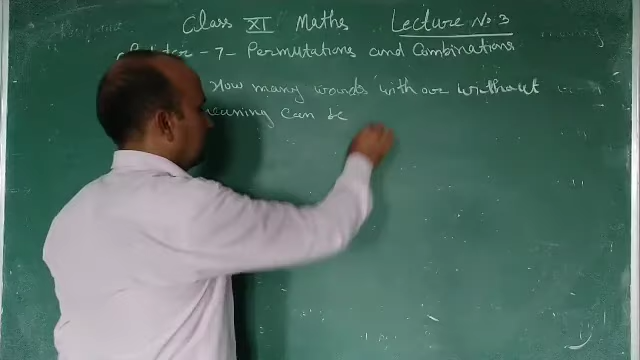 Class XI Maths Lecture No. 3
- 7 - Permutations and Combinations
How many words with or without
meaning can be